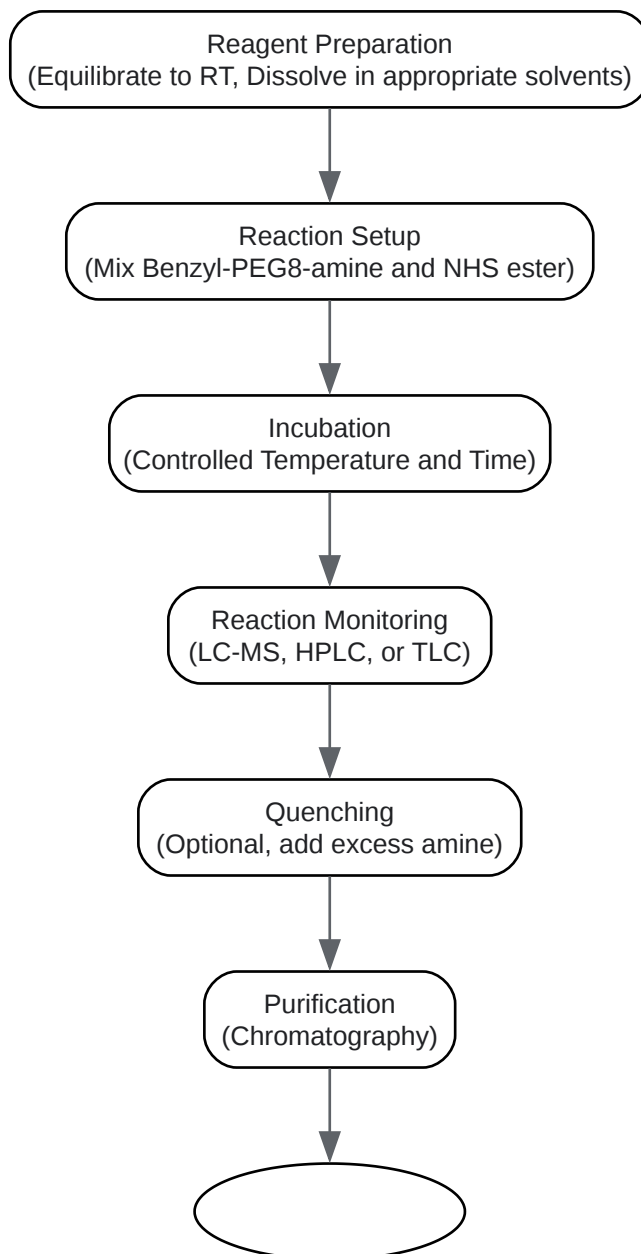 Reagent Preparation
(Equilibrate to RT, Dissolve in appropriate solvents)
Reaction Setup
(Mix Benzyl-PEG8-amine and NHS ester)
Incubation
(Controlled Temperature and Time)
Reaction Monitoring
(LC-MS, HPLC, or TLC)
Quenching
(Optional, add excess amine)
Purification
(Chromatography)